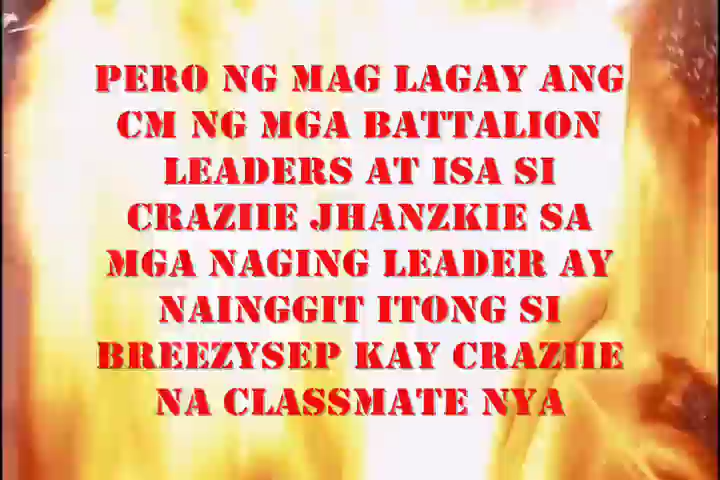 PERO NG MAG LAGAY ANG
CM NG MGA BATTALION
LEADERS AT ISA SI
CRAZIIE JHANZKIE SA
MGA NAGING LEADER AY
NAINGGIT ITONG SI
BREEZYSEP KAY CRAZIIE
NA CLASSMATE NYA